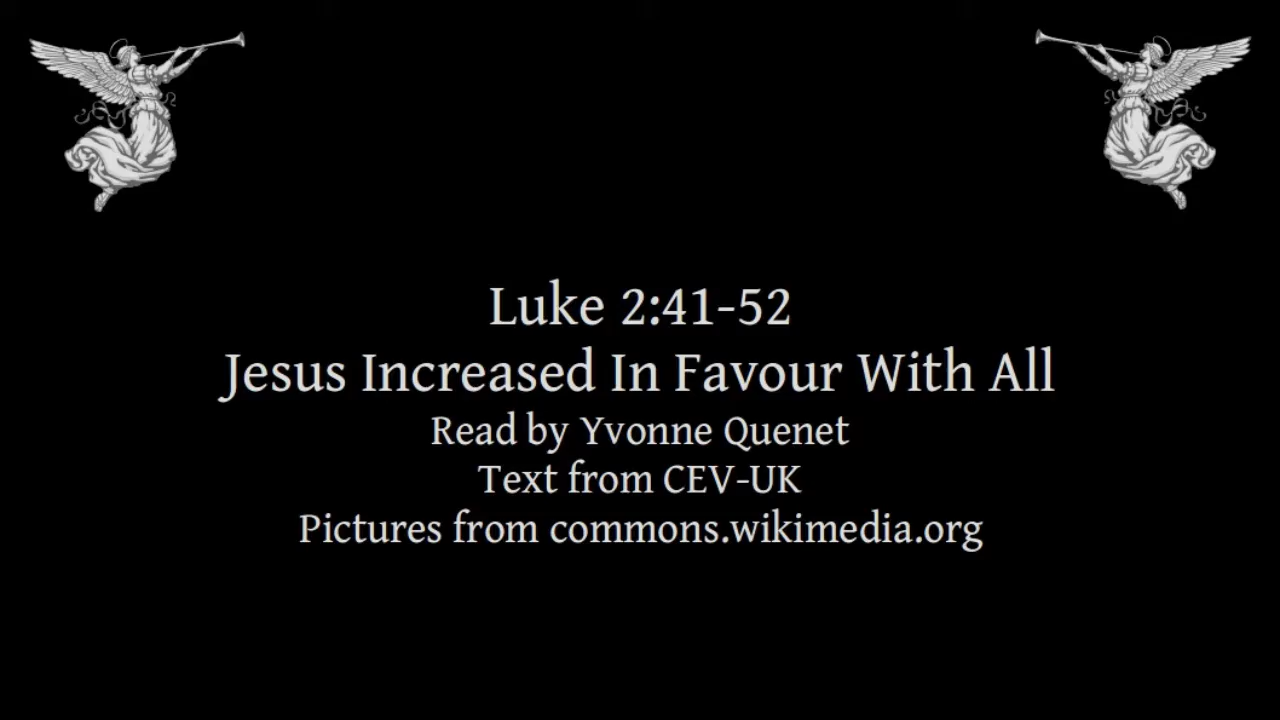 Luke 2:41-52
Jesus Increased In Favour With All
Read by Yvonne Quenet
Text from CEV-UK
Pictures from commons.wikimedia.org